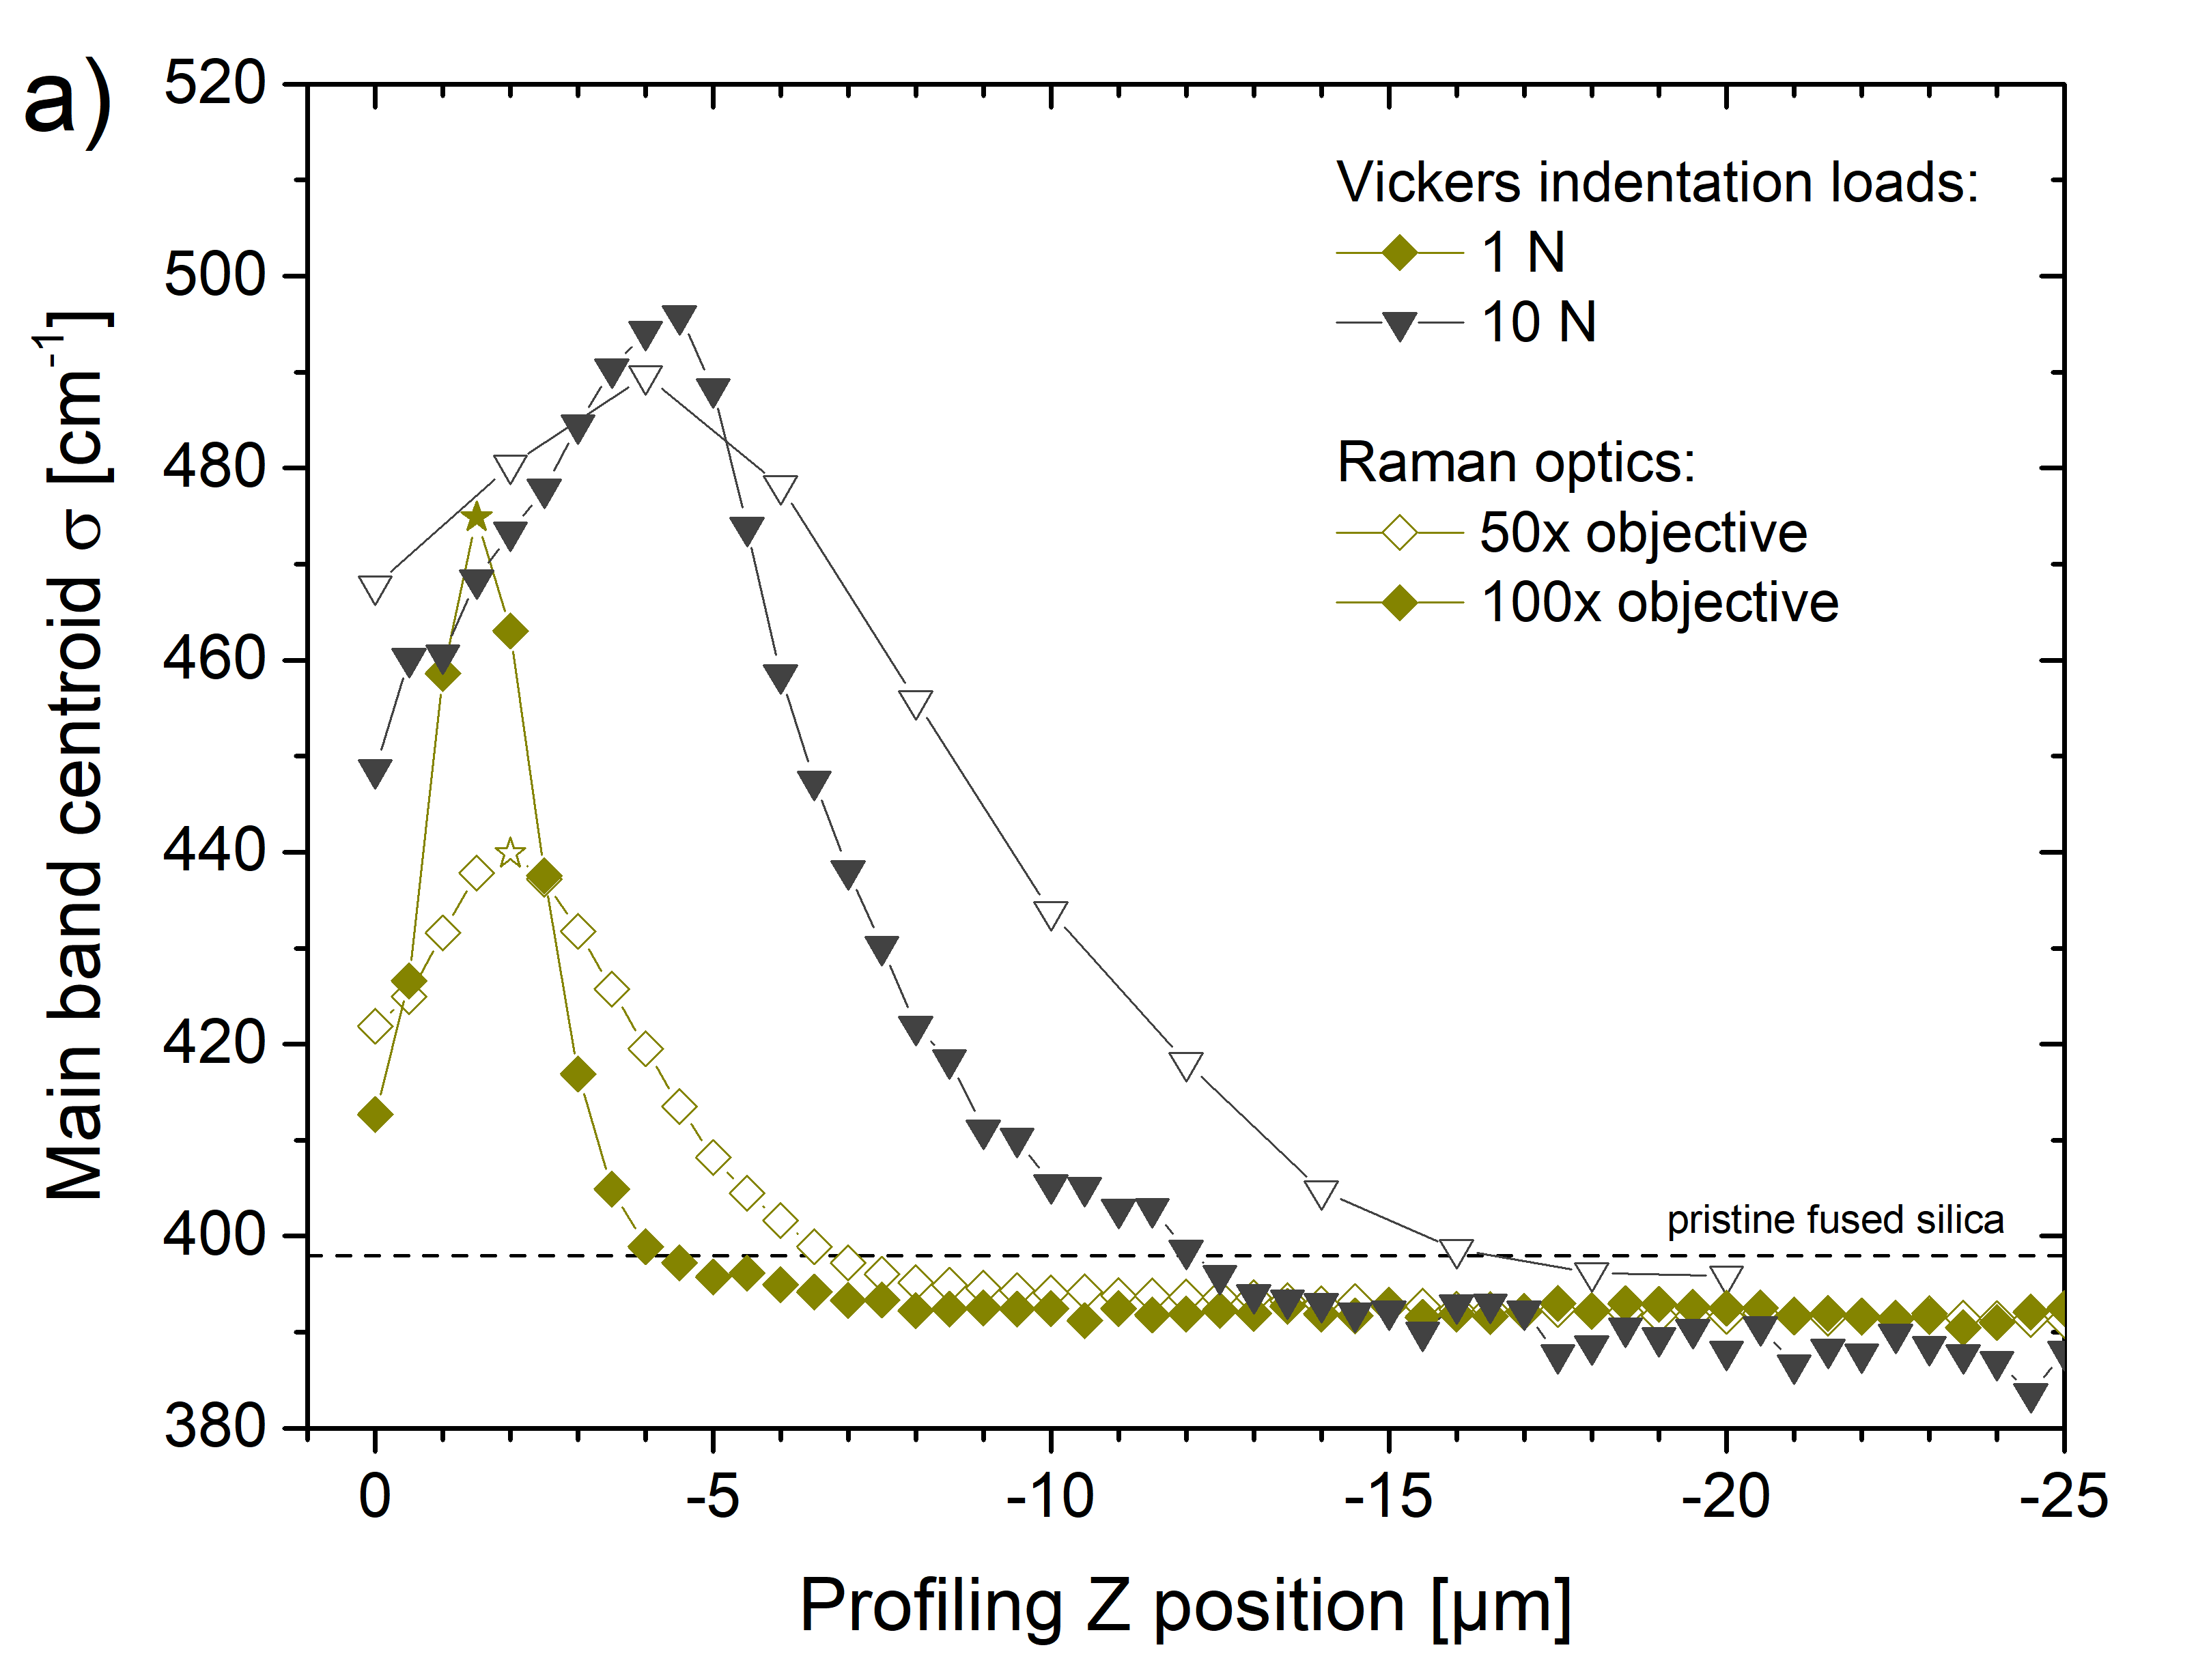 a)
520
500
480
460
440
420
400
380
Main band centroid σ [cm⁻¹]
Vickers indentation loads:
1 N
10 N
Raman optics:
50x objective
100x objective
pristine fused silica
0 -5 -10 -15 -20 -25
Profiling Z position [µm]